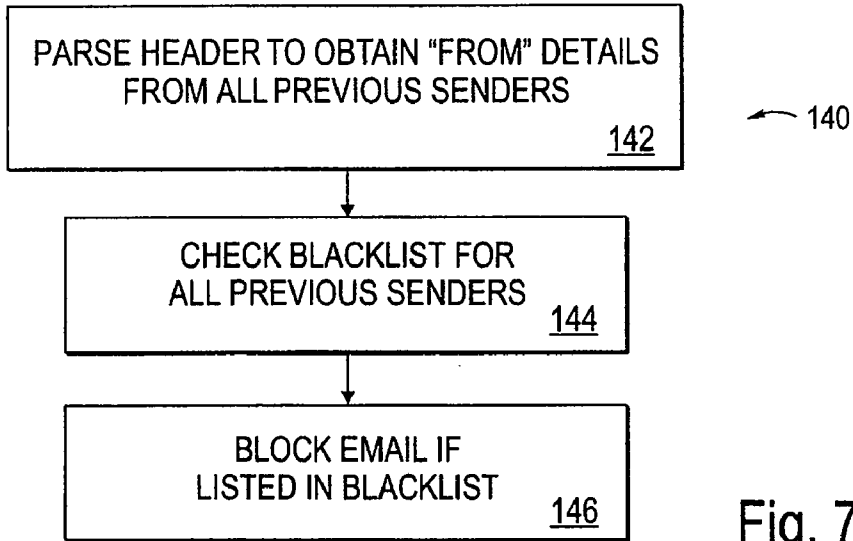 PARSE HEADER TO OBTAIN “FROM” DETAILS
FROM ALL PREVIOUS SENDERS
142
140
CHECK BLACKLIST FOR
ALL PREVIOUS SENDERS
144
BLOCK EMAIL IF
LISTED IN BLACKLIST
146
Fig. 7